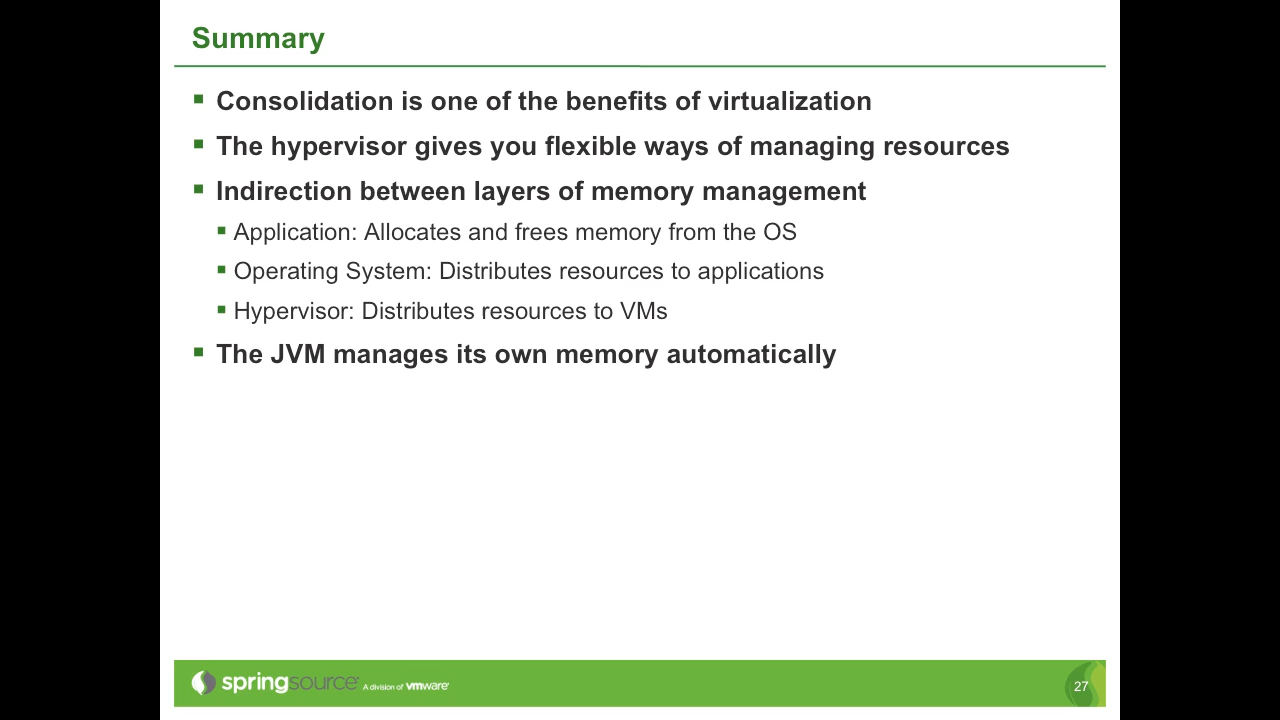 Summary
Consolidation is one of the benefits of virtualization
The hypervisor gives you flexible ways of managing resources
Indirection between layers of memory management
Application: Allocates and frees memory from the OS
Operating System: Distributes resources to applications
Hypervisor: Distributes resources to VMs
The JVM manages its own memory automatically
springsource A division of vmware
27